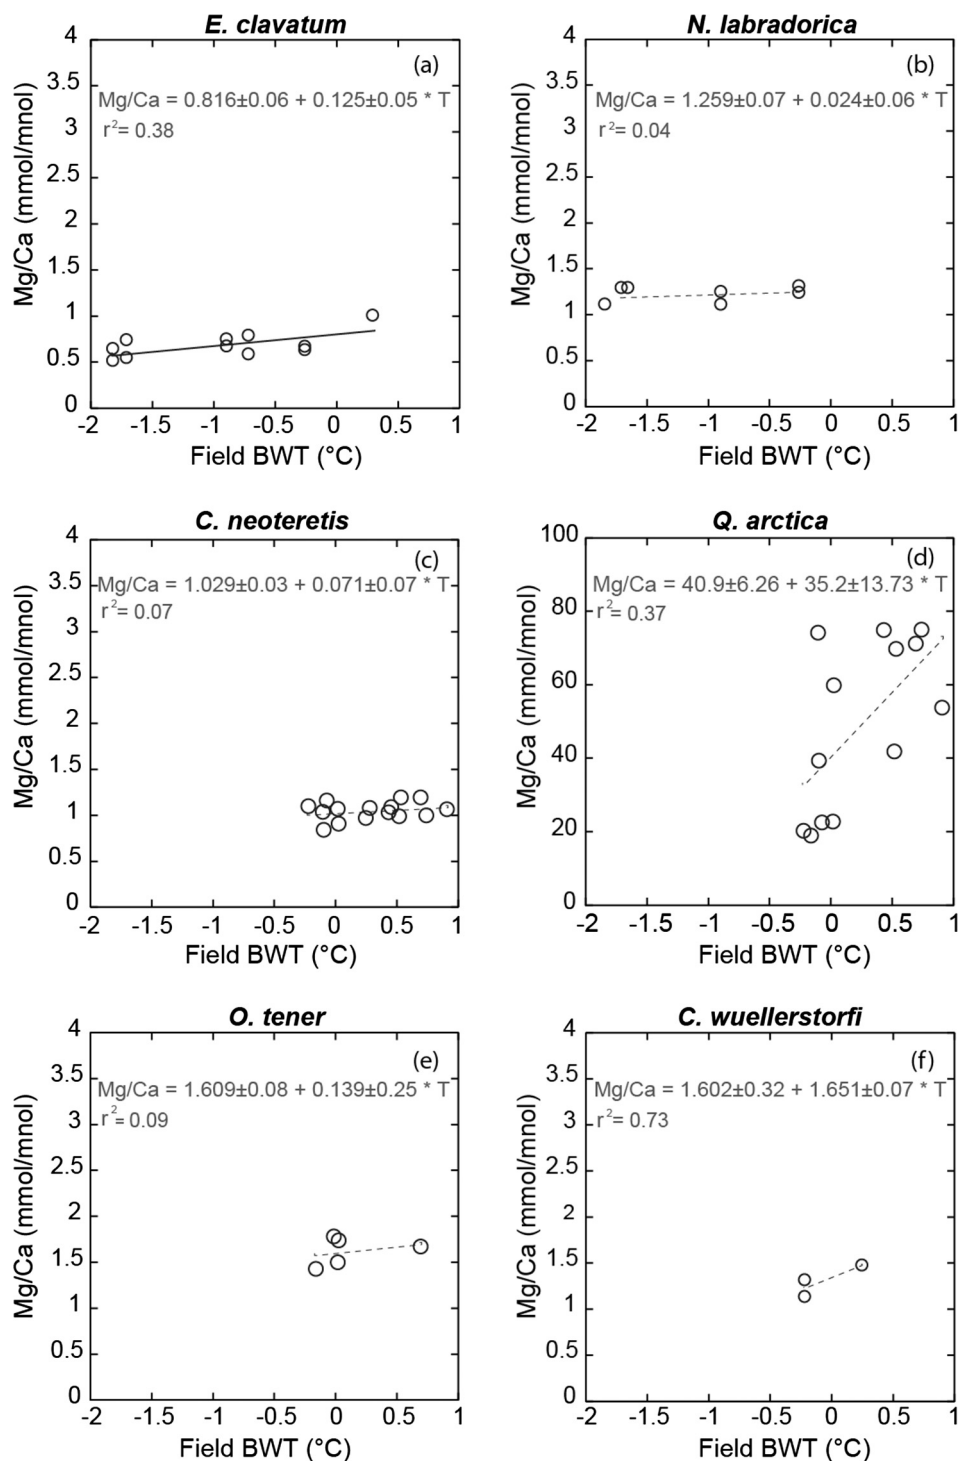 E. clavatum
(a)
Mg/Ca = 0.816±0.06 + 0.125±0.05 * T
r²= 0.38
Mg/Ca (mmol/mnol)
4
3.5
3
2.5
2
1.5
1
0.5
0
-2 -1.5 -1 -0.5 0 0.5 1
Field BWT (°C)
N. labradorica
(b)
Mg/Ca = 1.259±0.07 + 0.024±0.06 * T
r²= 0.04
Mg/Ca (mmol/mnol)
4
3.5
3
2.5
2
1.5
1
0.5
0
-2 -1.5 -1 -0.5 0 0.5 1
Field BWT (°C)
C. neoteretis
(c)
Mg/Ca = 1.029±0.03 + 0.071±0.07 * T
r²= 0.07
Mg/Ca (mmol/mnol)
4
3.5
3
2.5
2
1.5
1
0.5
0
-2 -1.5 -1 -0.5 0 0.5 1
Field BWT (°C)
Q. arctica
(d)
Mg/Ca = 40.9±6.26 + 35.2±13.73 * T
r²= 0.37
Mg/Ca (mmol/mnol)
100
80
60
40
20
0
-2 -1.5 -1 -0.5 0 0.5 1
Field BWT (°C)
O. tener
(e)
Mg/Ca = 1.609±0.08 + 0.139±0.25 * T
r²= 0.09
Mg/Ca (mmol/mnol)
4
3.5
3
2.5
2
1.5
1
0.5
0
-2 -1.5 -1 -0.5 0 0.5 1
Field BWT (°C)
C. wuellerstorfi
(f)
Mg/Ca = 1.602±0.32 + 1.651±0.07 * T
r²= 0.73
Mg/Ca (mmol/mnol)
4
3.5
3
2.5
2
1.5
1
0.5
0
-2 -1.5 -1 -0.5 0 0.5 1
Field BWT (°C)